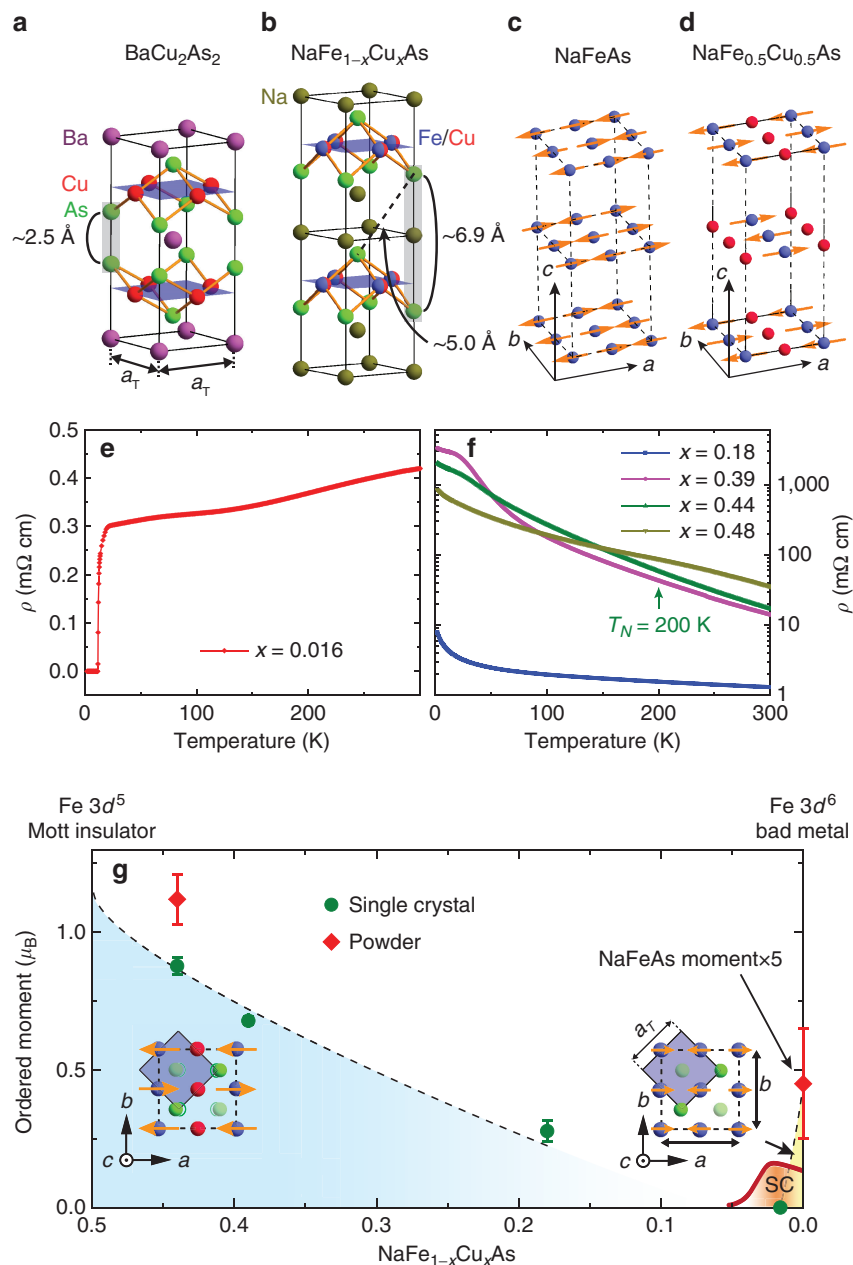 a b c d
BaCu₂As₂ NaFe₁₋ₓCuₓAs NaFeAs NaFe₀.₅Cu₀.₅As
Ba
Cu
As
~2.5 Å
a_T a_T
Na
Fe/Cu
~6.9 Å
~5.0 Å
c
b
a
c
b
a
e
ρ (mΩ cm)
0.5
0.4
0.3
0.2
0.1
0.0
x = 0.016
0 100 200
Temperature (K)
f
x = 0.18
x = 0.39
x = 0.44
x = 0.48
T_N = 200 K
1,000
100
10
1
ρ (mΩ cm)
0 100 200 300
Temperature (K)
Fe 3d⁵
Mott insulator
Fe 3d⁶
bad metal
g
Single crystal
Powder
NaFeAs moment×5
Ordered moment (μ_B)
1.0
0.5
0.0
b
c a
a_T
b
a
b
c a
SC
0.5 0.4 0.3 0.2 0.1 0.0
NaFe₁₋ₓCuₓAs